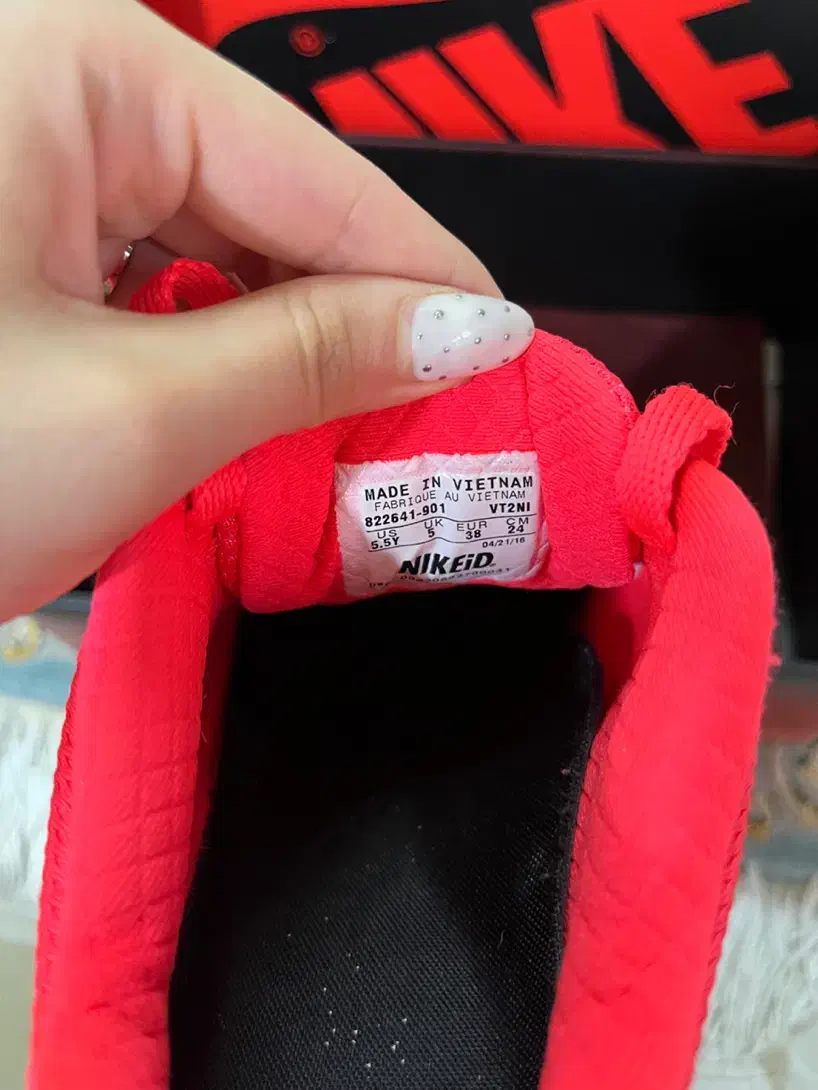 NIKE
MADE IN VIETNAM
FABRIQUE AU VIETNAM
822641-901 VT2NI
US UK EUR CM
5.5Y 5 38 24
04/21/16
NIKEiD.